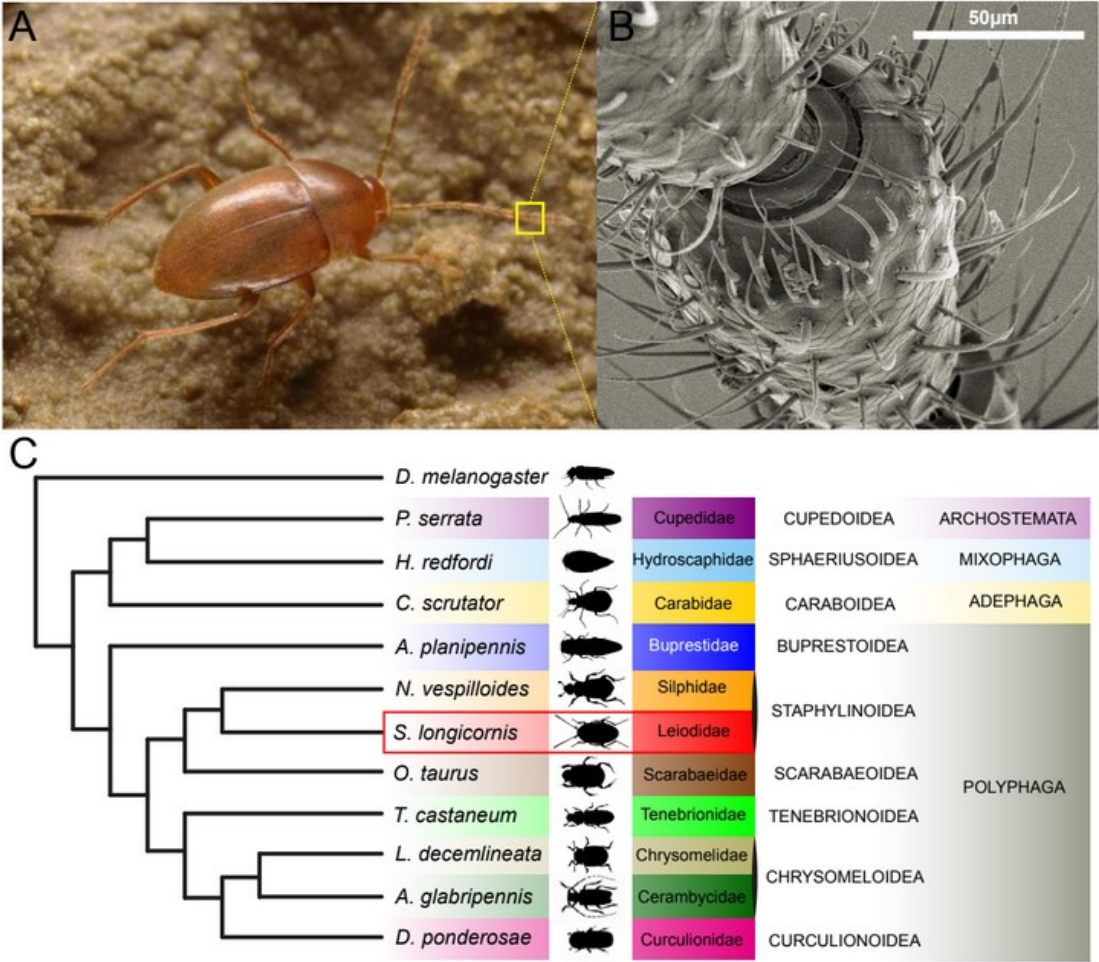 A
B
50µm
C
D. melanogaster
P. serrata Cupedidae CUPEDOIDEA ARCHOSTEMATA
H. redfordi Hydroscaphidae SPHAERIUSOIDEA MIXOPHAGA
C. scrutator Carabidae CARABOIDEA ADEPHAGA
A. planipennis Buprestidae BUPRESTOIDEA
N. vespilloides Silphidae
STAPHYLINOIDEA
S. longicornis Leiodidae
O. taurus Scarabaeidae SCARABAEOIDEA
POLYPHAGA
T. castaneum Tenebrionidae TENEBRIONOIDEA
L. decemlineata Chrysomelidae
CHRYSOMELOIDEA
A. glabripennis Cerambycidae
D. ponderosae Curculionidae CURCULIONOIDEA